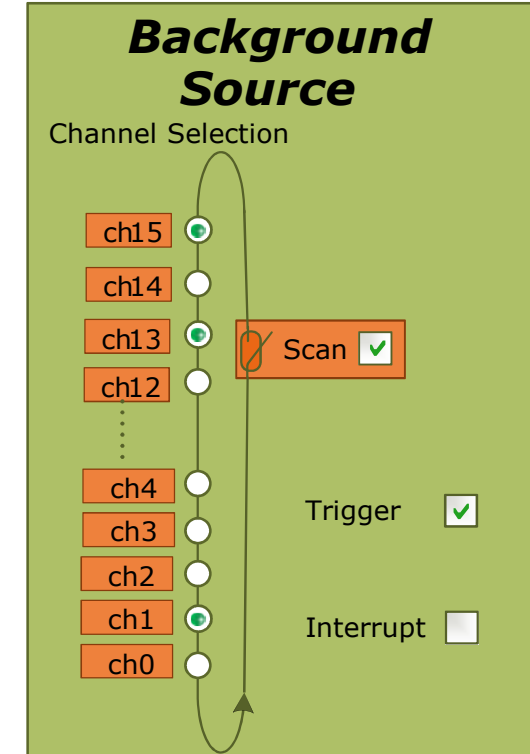 Background
Source
Channel Selection
ch15
ch14
ch13
Scan
ch12
ch4
Trigger
ch3
ch2
ch1
Interrupt
ch0